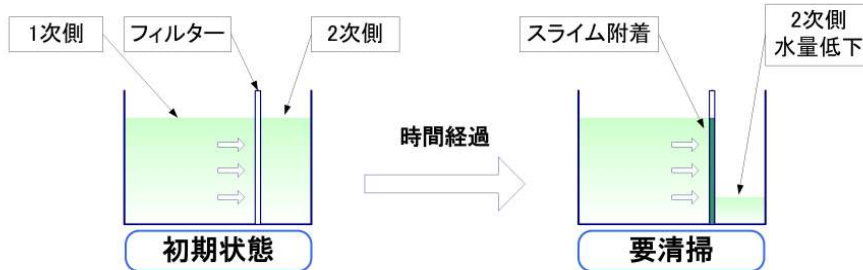 1次側
フィルター
2次側
スライム附着
2次側
水量低下
時間経過
初期状態
要清掃